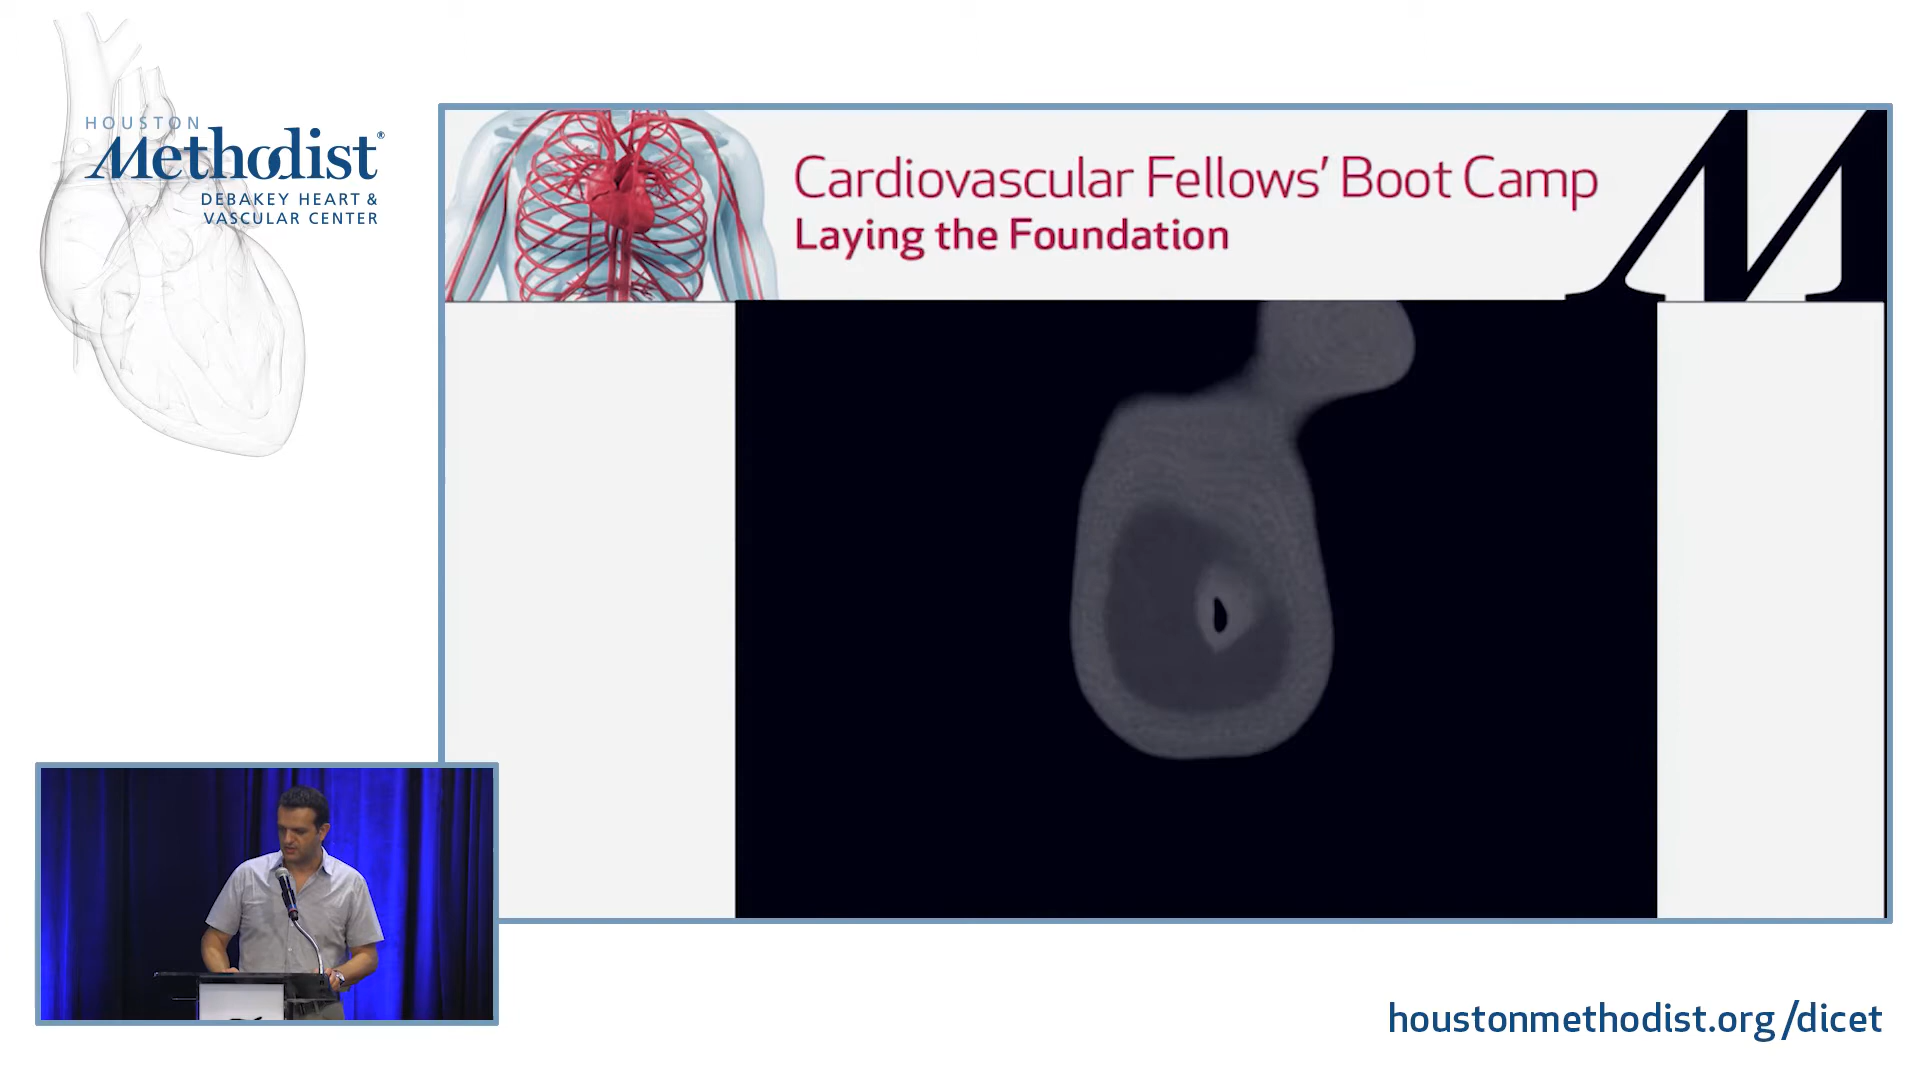 HOUSTON
Methodist®
DEBAKEY HEART &
VASCULAR CENTER
Cardiovascular Fellows’ Boot Camp
Laying the Foundation
M
houstonmethodist.org/dicet